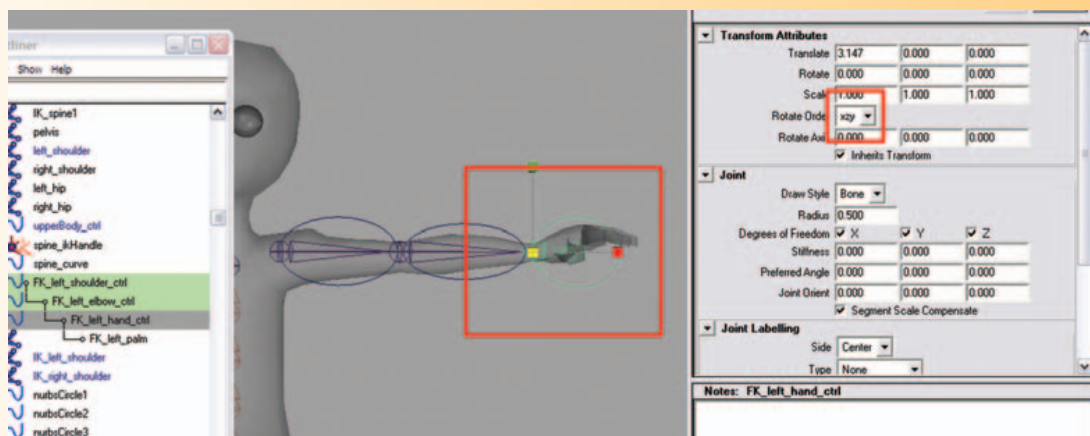 tliner
Show Help
IK_spine1
pelvis
left_shoulder
right_shoulder
left_hip
right_hip
upperBody_ctrl
spine_ikHandle
spine_curve
FK_left_shoulder_ctrl
FK_left_elbow_ctrl
FK_left_hand_ctrl
FK_left_palm
IK_left_shoulder
IK_right_shoulder
nurbsCircle1
nurbsCircle2
nurbsCircle3
Transform Attributes
Translate 3.147 0.000 0.000
Rotate 0.000 0.000 0.000
Scale 1.000 1.000 1.000
Rotate Orde xzy
Rotate Axi 0.000 0.000 0.000
Inherits Transform
Joint
Draw Style Bone
Radius 0.500
Degrees of Freedom X Y Z
Stiffness 0.000 0.000 0.000
Preferred Angle 0.000 0.000 0.000
Joint Orient 0.000 0.000 0.000
Segment Scale Compensate
Joint Labelling
Side Center
Type None
Notes: FK_left_hand_ctrl